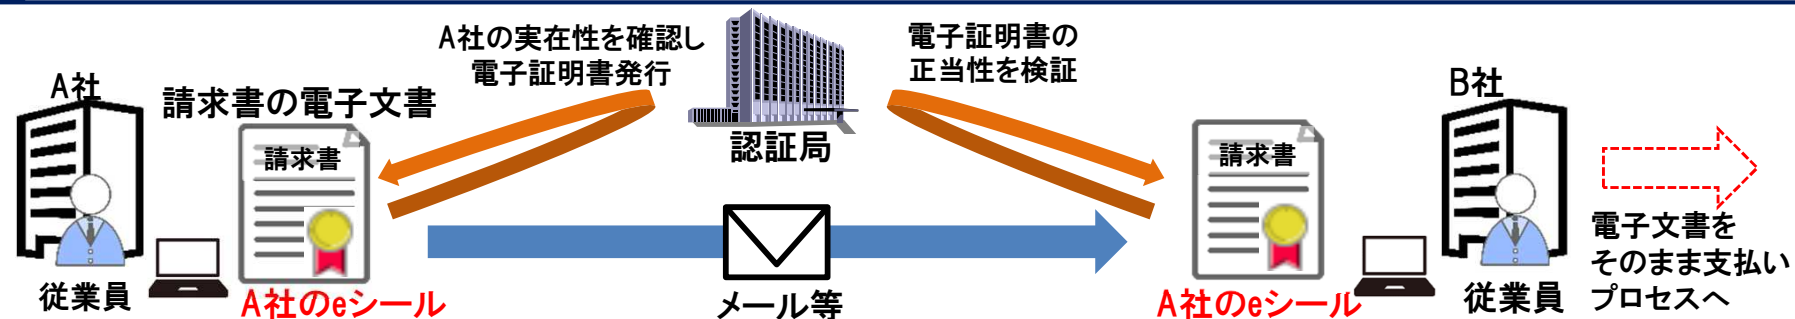 A社
請求書の電子文書
請求書
従業員
A社のeシール
A社の実在性を確認し
電子証明書発行
認証局
電子証明書の
正当性を検証
メール等
請求書
A社のeシール
B社
従業員
電子文書を
そのまま支払い
プロセスへ